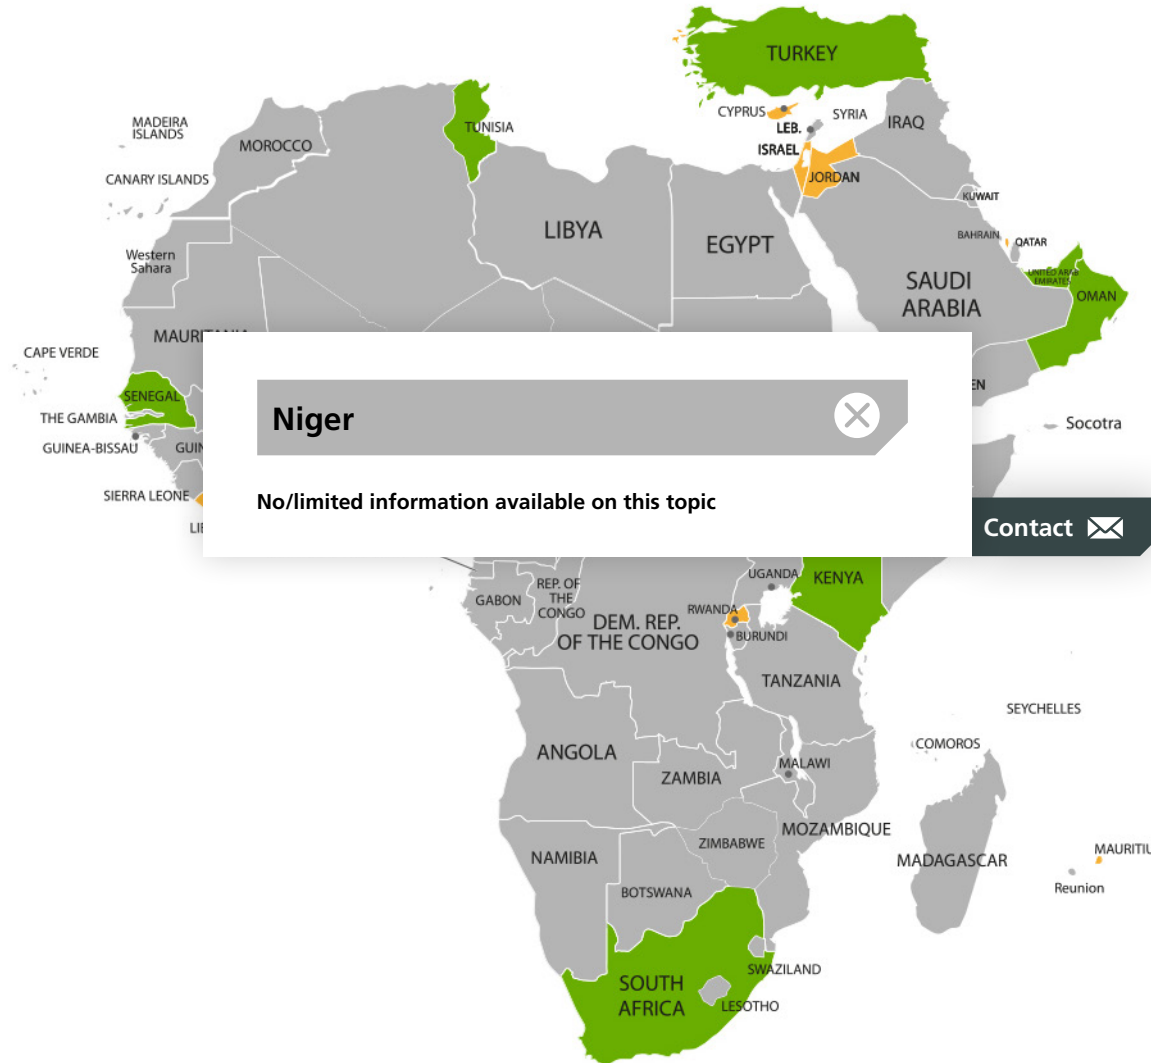 TURKEY
CYPRUS
SYRIA
LEB.
IRAQ
MADEIRA
ISLANDS
TUNISIA
MOROCCO
ISRAEL
JORDAN
CANARY ISLANDS
KUWAIT
LIBYA
EGYPT
BAHRAIN
QATAR
Western
Sahara
UNITED ARAB
EMIRATES
SAUDI
ARABIA
OMAN
CAPE VERDE
SENEGAL
THE GAMBIA
GUINEA-BISSAU
Niger
Socotra
SIERRA LEONE
No/limited information available on this topic
Contact
UGANDA
KENYA
GABON
REP. OF
THE
CONGO
RWANDA
DEM. REP.
OF THE CONGO
BURUNDI
TANZANIA
SEYCHELLES
COMOROS
ANGOLA
MALAWI
ZAMBIA
MOZAMBIQUE
ZIMBABWE
NAMIBIA
MADAGASCAR
BOTSWANA
Reunion
SWAZILAND
SOUTH
AFRICA
LESOTHO